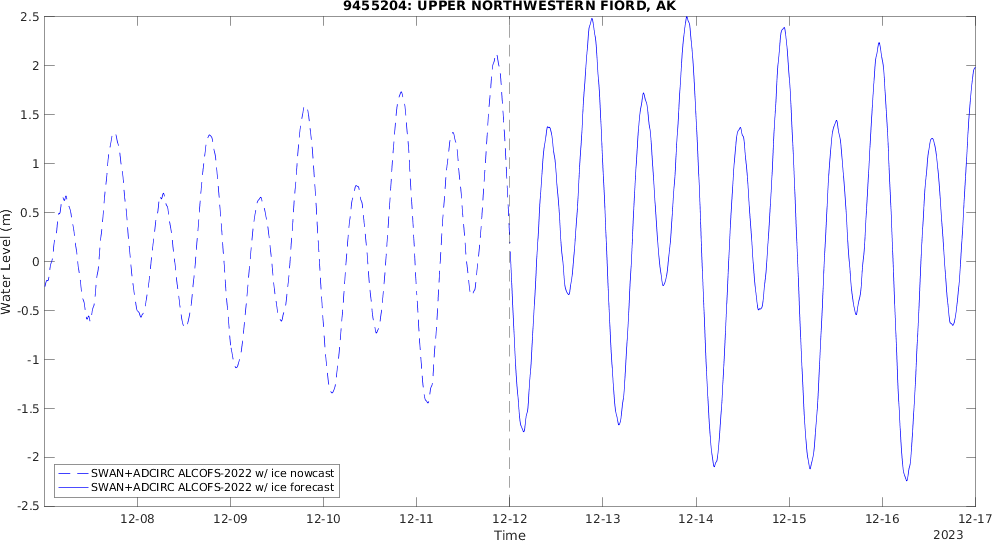 9455204: UPPER NORTHWESTERN FIORD, AK
Water Level (m)
2.5
2
1.5
1
0.5
0
-0.5
-1
-1.5
-2
-2.5
SWAN+ADCIRC ALCOFS-2022 w/ ice nowcast
SWAN+ADCIRC ALCOFS-2022 w/ ice forecast
12-08 12-09 12-10 12-11 12-12 12-13 12-14 12-15 12-16 12-17
Time
2023